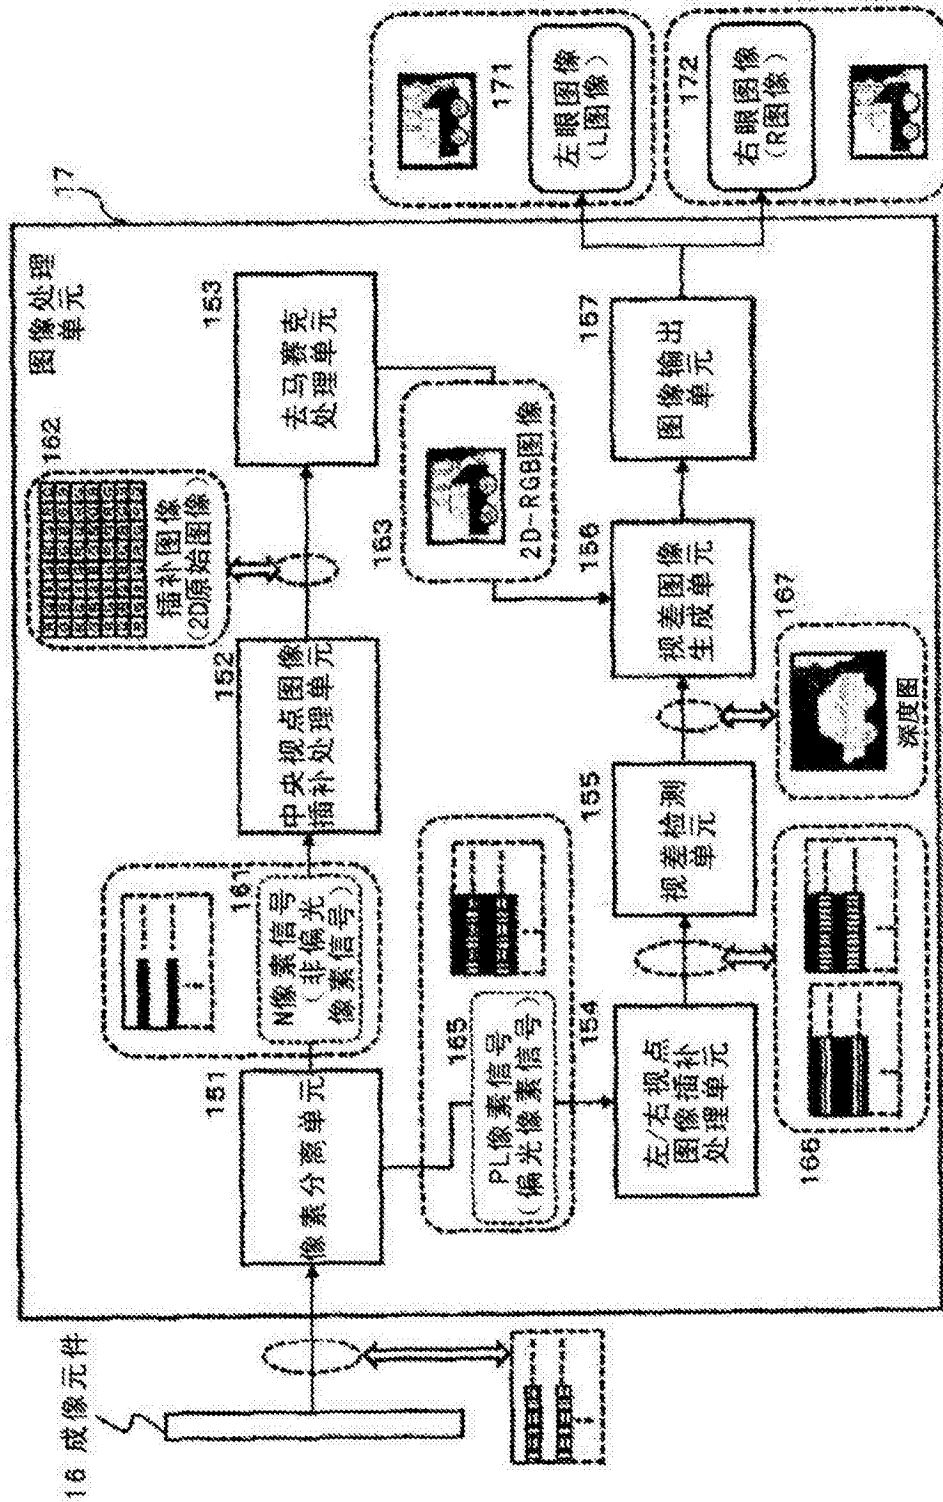 16 成像元件
17
图像处理
单元
151
像素分离单元
161
N像素信号
(非偏光
像素信号)
152
中央视点图像
插补处理单元
162
插补图像
(2D原始图像)
153
去马赛克
处理单元
163
2D-RGB图像
165
PL像素信号
(偏光像素信号)
154
左/右视点
图像插补
处理单元
166
155
视差检测
单元
167
深度图
156
视差图像
生成单元
157
图像输出
单元
171
左眼图像
(L图像)
172
右眼图像
(R图像)